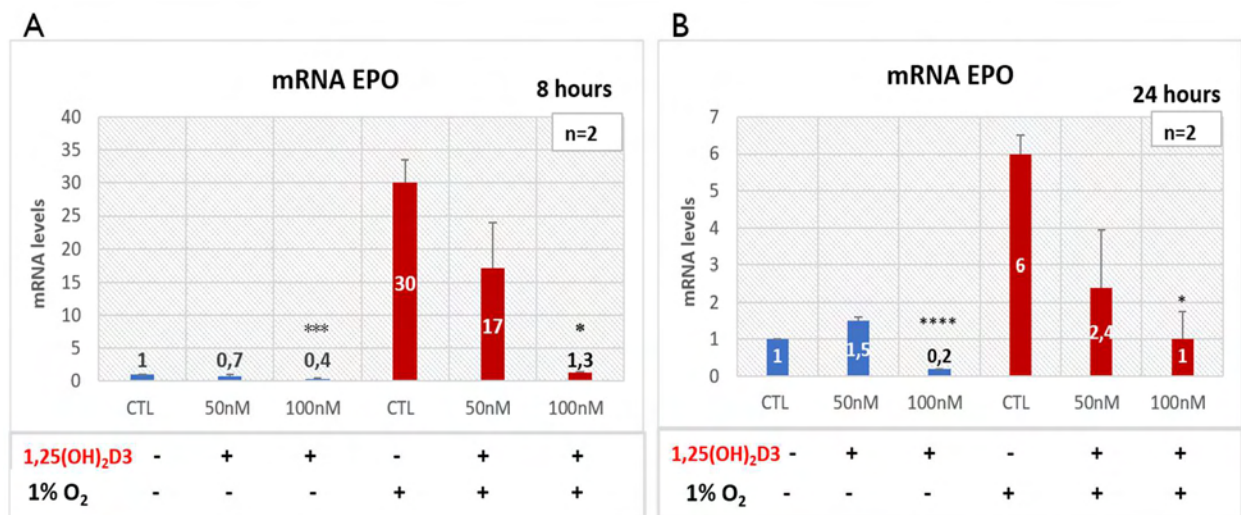 A
mRNA EPO
8 hours
n=2
mRNA levels
40
35
30
25
20
15
10
5
0
1
0,7
***
0,4
30
17
*
1,3
CTL 50nM 100nM CTL 50nM 100nM
1,25(OH)₂D3 - + + - + +
1% O₂ - - - + + +
B
mRNA EPO
24 hours
n=2
mRNA levels
7
6
5
4
3
2
1
0
1
1,5
****
0,2
6
2,4
*
1
CTL 50nM 100nM CTL 50nM 100nM
1,25(OH)₂D3 - + + - + +
1% O₂ - - - + + +